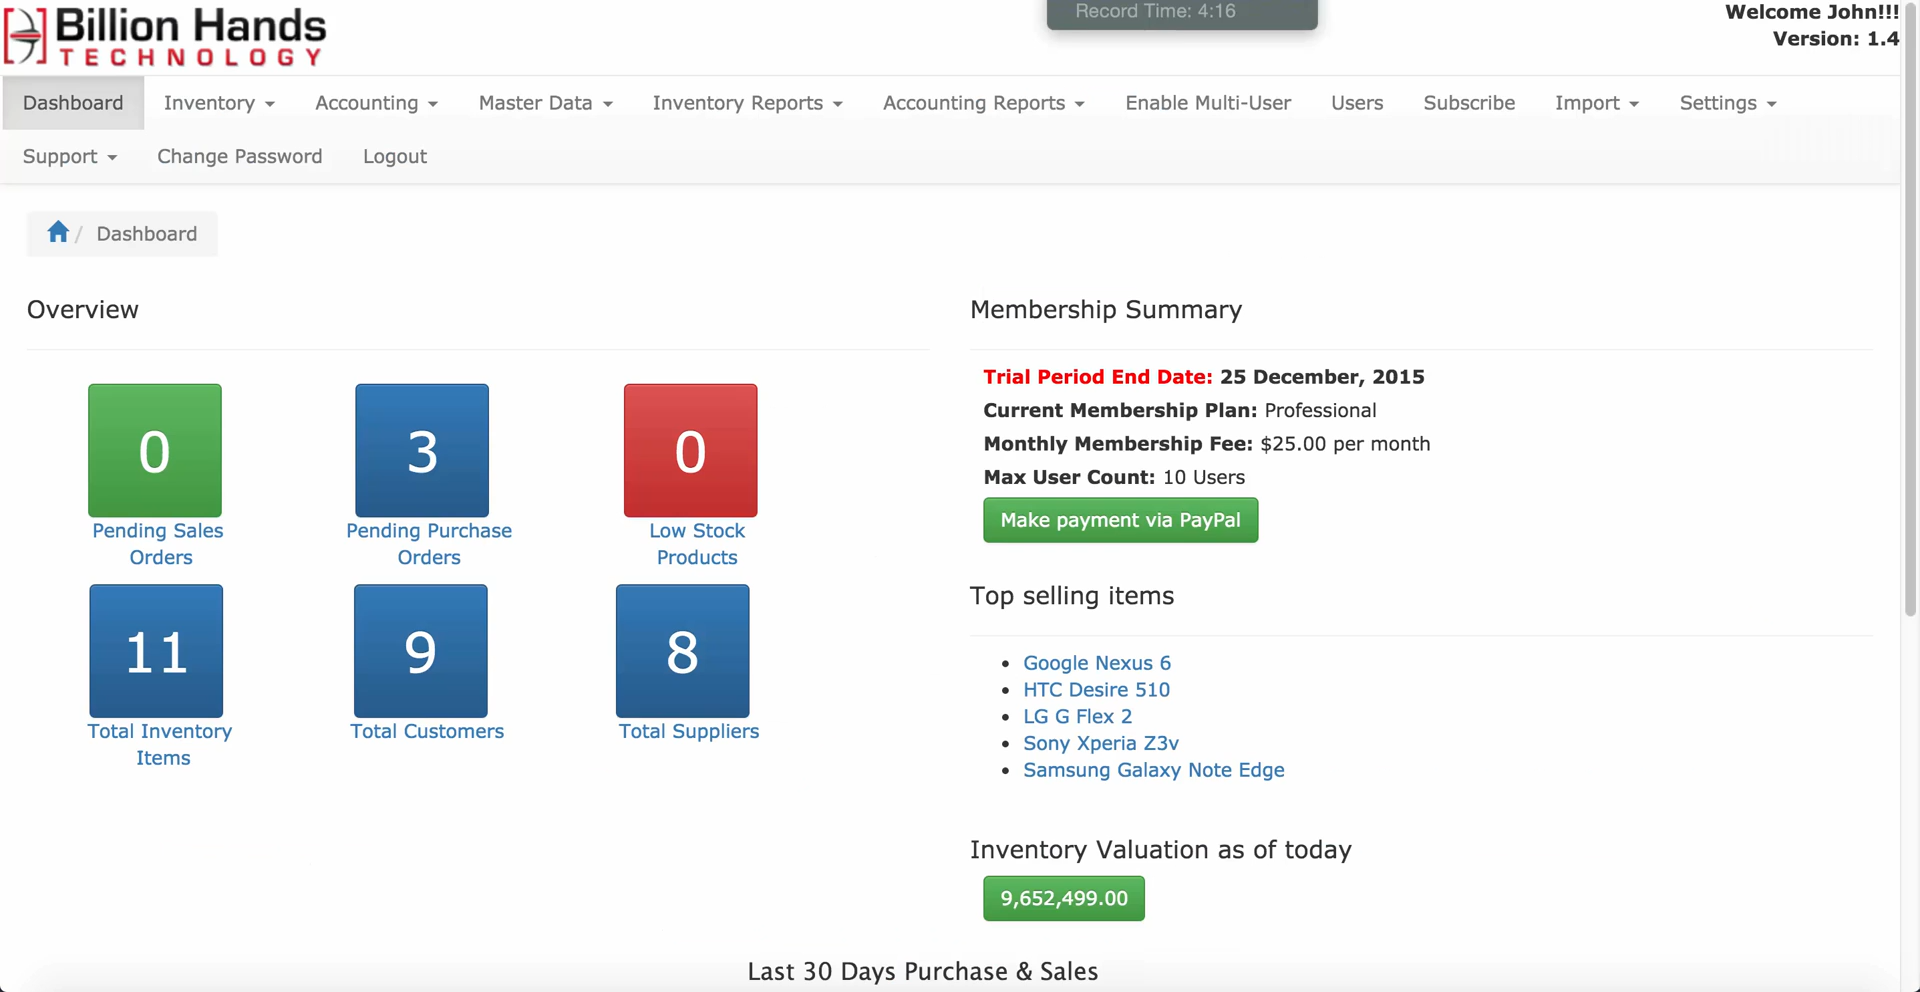 Billion Hands
TECHNOLOGY
Record Time: 4:16
Welcome John!!!
Version: 1.4
Dashboard Inventory Accounting Master Data Inventory Reports Accounting Reports Enable Multi-User Users Subscribe Import Settings
Support Change Password Logout
/ Dashboard
Overview
0
Pending Sales
Orders
3
Pending Purchase
Orders
0
Low Stock
Products
11
Total Inventory
Items
9
Total Customers
8
Total Suppliers
Membership Summary
Trial Period End Date: 25 December, 2015
Current Membership Plan: Professional
Monthly Membership Fee: $25.00 per month
Max User Count: 10 Users
Make payment via PayPal
Top selling items
Google Nexus 6
HTC Desire 510
LG G Flex 2
Sony Xperia Z3v
Samsung Galaxy Note Edge
Inventory Valuation as of today
9,652,499.00
Last 30 Days Purchase & Sales